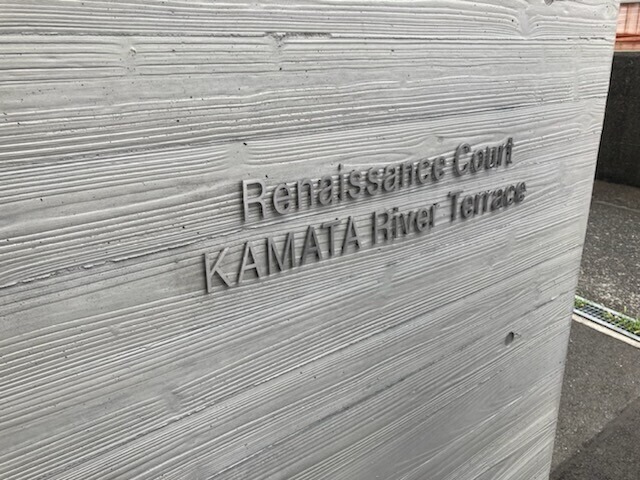 Renaissance Court
KAMATA River Terrace